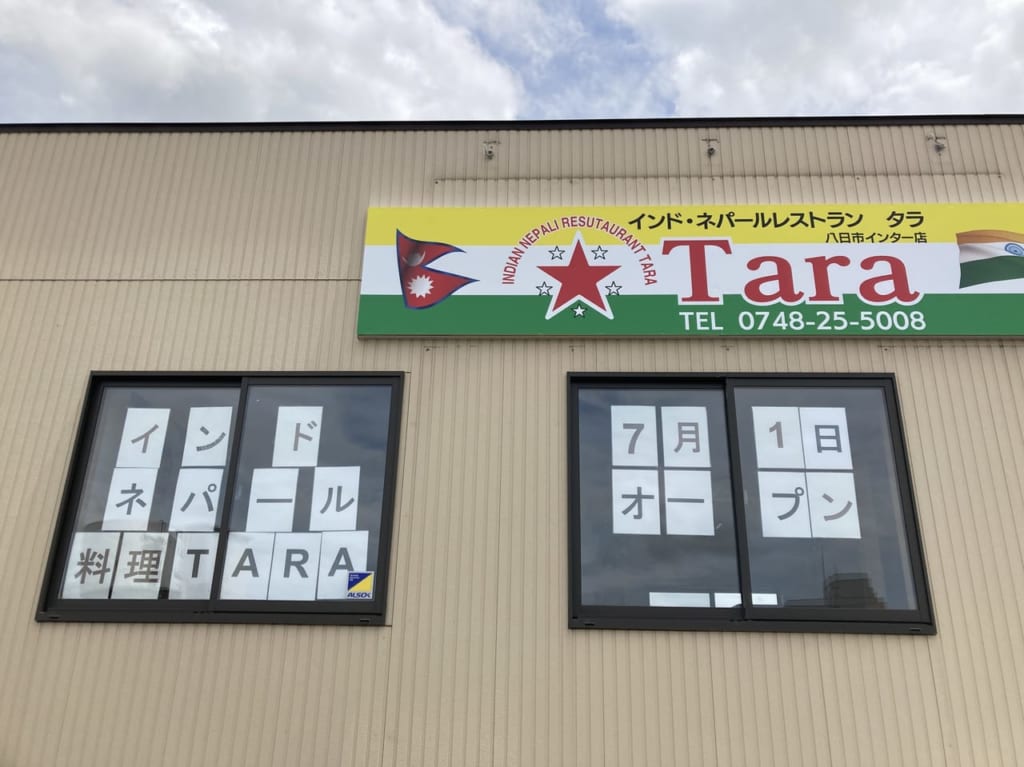 インド・ネパールレストラン　タラ
八日市インター店
INDIAN NEPALI RESUTAURANT TARA
Tara
TEL 0748-25-5008
インド
ネパール
料理TARA
ALSOK
7月1日
オープン